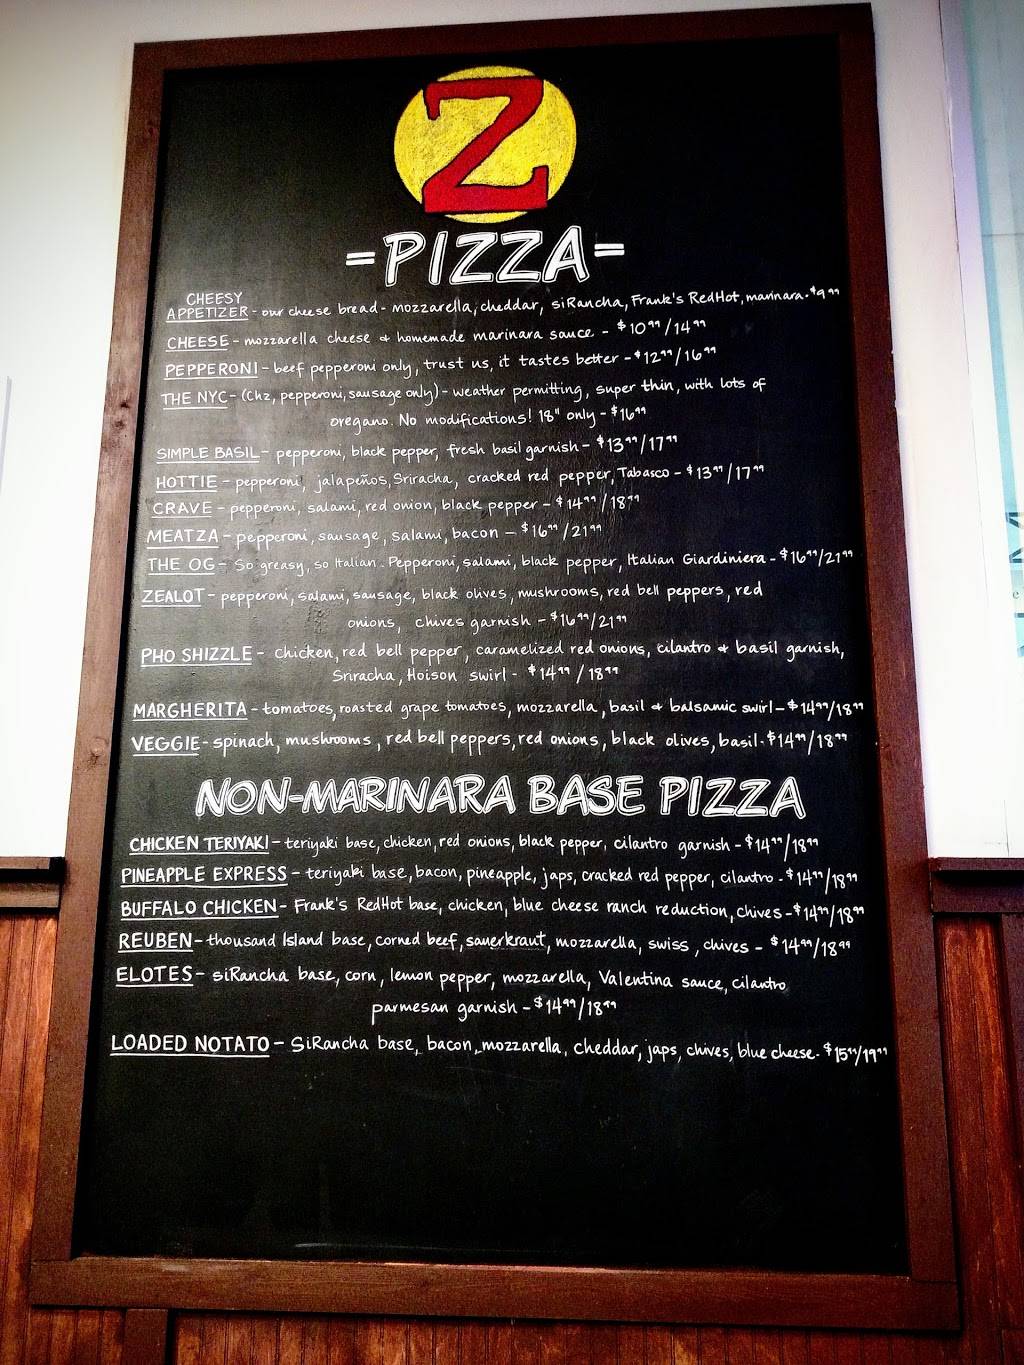 Z
=PIZZA=
CHEESY
APPETIZER - our cheese bread - mozzarella, cheddar, siRancha, Frank's RedHot, marinara. $9.99
CHEESE - mozzarella cheese & homemade marinara sauce - $10.99/14.99
PEPPERONI - beef pepperoni only, trust us, it tastes better - $12.99/16.99
THE NYC - (Chz, pepperoni, sausage only) - weather permitting, super thin, with lots of
oregano. No modifications! 18" only - $16.99
SIMPLE BASIL - pepperoni, black pepper, fresh basil garnish - $13.99/17.99
HOTTIE - pepperoni, jalapeños, Sriracha, cracked red pepper, Tabasco - $13.99/17.99
CRAVE - pepperoni, salami, red onion, black pepper - $14.99/18.99
MEATZA - pepperoni, sausage, salami, bacon - $16.99/21.99
THE OG - So greasy, so Italian. Pepperoni, salami, black pepper, Italian Giardiniera - $16.99/21.99
ZEALOT - pepperoni, salami, sausage, black olives, mushrooms, red bell peppers, red
onions, chives garnish - $16.99/21.99
PHO SHIZZLE - chicken, red bell pepper, caramelized red onions, cilantro & basil garnish,
Sriracha, Hoison swirl - $14.99/18.99
MARGHERITA - tomatoes, roasted grape tomatoes, mozzarella, basil & balsamic swirl - $14.99/18.99
VEGGIE - spinach, mushrooms, red bell peppers, red onions, black olives, basil. $14.99/18.99
NON-MARINARA BASE PIZZA
CHICKEN TERIYAKI - teriyaki base, chicken, red onions, black pepper, cilantro garnish - $14.99/18.99
PINEAPPLE EXPRESS - teriyaki base, bacon, pineapple, japs, cracked red pepper, cilantro - $14.99/18.99
BUFFALO CHICKEN - Frank's RedHot base, chicken, blue cheese ranch reduction, chives - $14.99/18.99
REUBEN - thousand Island base, corned beef, sauerkraut, mozzarella, swiss, chives - $14.99/18.99
ELOTES - siRancha base, corn, lemon pepper, mozzarella, Valentina sauce, cilantro
parmesan garnish - $14.99/18.99
LOADED NOTATO - SiRancha base, bacon, mozzarella, cheddar, japs, chives, blue cheese. $15.99/19.99